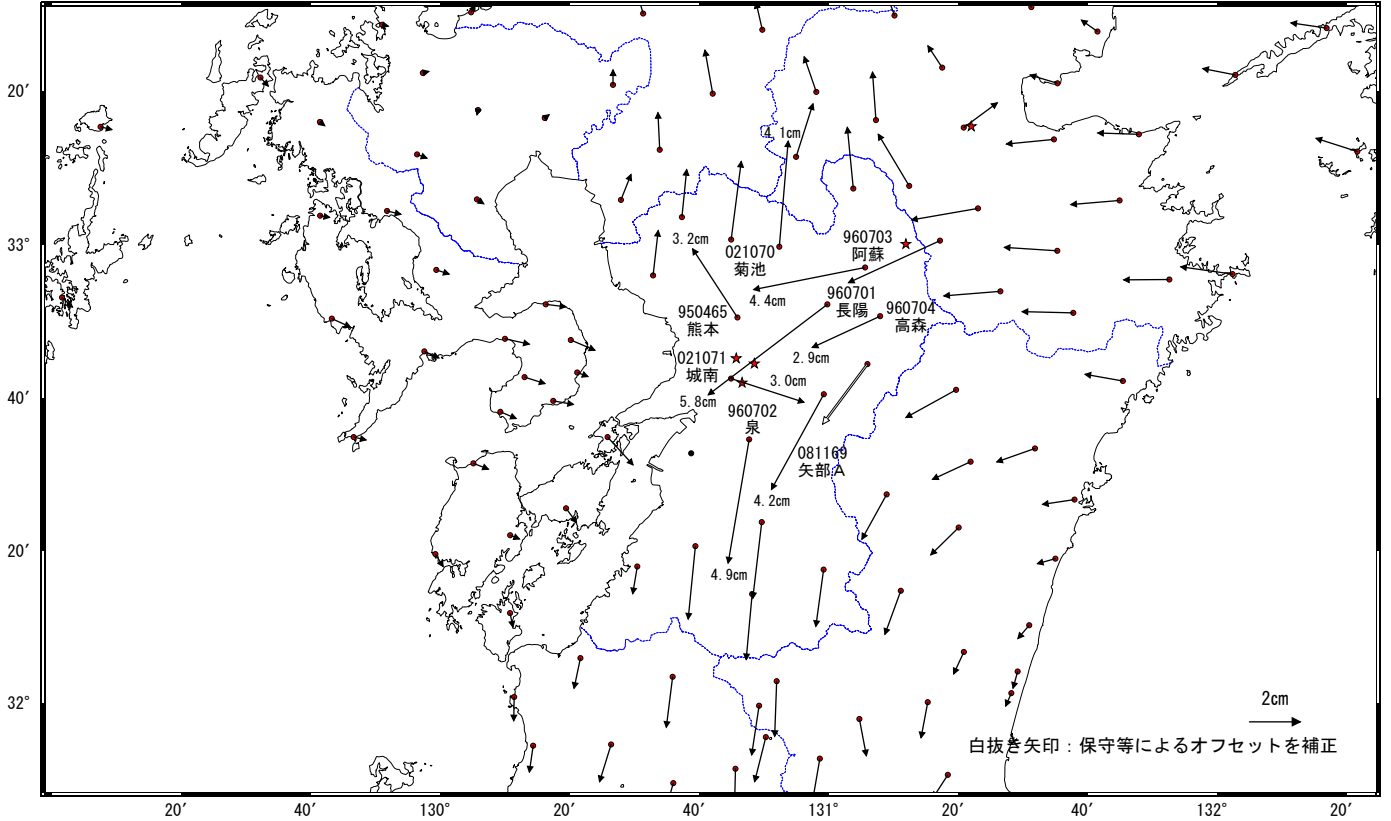 20′
33°
40′
20′
32°
4.1cm
3.2cm
021070
菊池
960703
阿蘇
4.4cm
960701
長陽
950465
熊本
960704
高森
021071
城南
2.9cm
3.0cm
5.8cm
960702
泉
081169
矢部A
4.2cm
4.9cm
2cm
白抜き矢印：保守等によるオフセットを補正
20′
40′
130°
20′
40′
131°
20′
40′
132°
20′